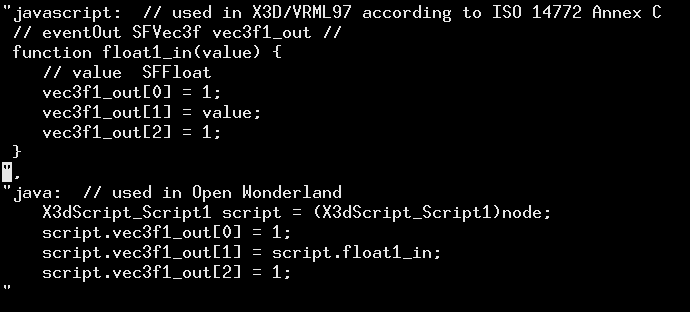 "javascript:  // used in X3D/VRML97 according to ISO 14772 Annex C
 // eventOut SFVec3f vec3f1_out //
 function float1_in(value) {
    // value  SFFloat
    vec3f1_out[0] = 1;
    vec3f1_out[1] = value;
    vec3f1_out[2] = 1;
 }
",
"java:  // used in Open Wonderland
    X3dScript_Script1 script = (X3dScript_Script1)node;
    script.vec3f1_out[0] = 1;
    script.vec3f1_out[1] = script.float1_in;
    script.vec3f1_out[2] = 1;
"